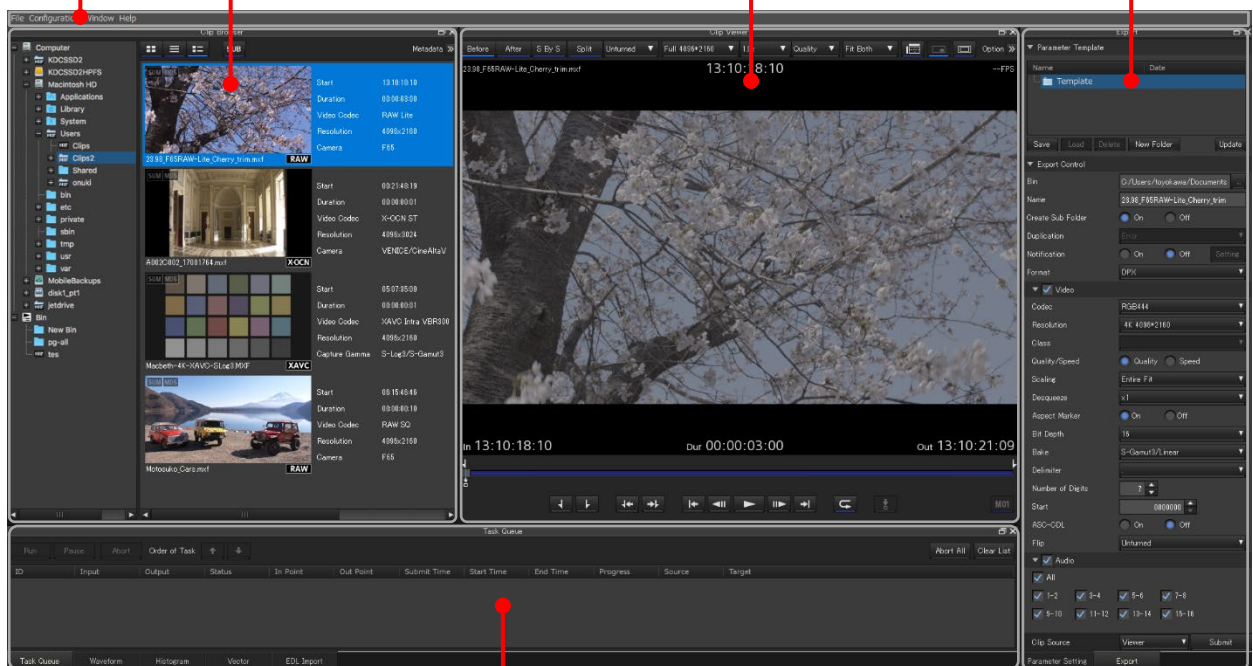 File Configuration Window Help
Clip Browser
Computer
KDCSSD2
KDCSSD2HPFS
Macintosh HD
Applications
Library
System
Users
Clips
Clips2
Shared
onuki
bin
etc
private
sbin
tmp
usr
var
MobileBackups
disk1_pt1
jetdrive
Bin
New Bin
pg-all
tes
SUB
Metadata »
SUM MOS
23.98_F65RAW-Lite_Cherry_trim.mxf RAW
Start 13:10:18:10
Duration 00:00:03:00
Video Codec RAW Lite
Resolution 4096x2160
Camera F65
A002C002_17081764.mxf X-OCN
Start 00:21:40:19
Duration 00:00:00:01
Video Codec X-OCN ST
Resolution 4096x3024
Camera VENICE/CineAltaV
Macbeth-4K-XAVC-SLog3.MXF XAVC
Start 05:07:35:00
Duration 00:00:00:01
Video Codec XAVC Intra VBR300
Resolution 4096x2160
Capture Gamma S-Log3/S-Gamut3
SUM MOS
Motosuko_Cars.mxf RAW
Start
Duration 00:00:00:10
Video Codec RAW SQ
Resolution 4096x2160
Camera F65
Clip Viewer
Before After S By S Split Unturned Full 4096*2160 Quality Fit Both Option »
23.98_F65RAW-Lite_Cherry_trim.mxf 13:10:18:10 --FPS
In 13:10:18:10 Dur 00:00:03:00 Out 13:10:21:09
M01
Export
Parameter Template
Name Date
Template
Save Load Delete New Folder Update
Export Control
Bin C:/Users/toyokawa/Documents ...
Name 23.98_F65RAW-Lite_Cherry_trim
Create Sub Folder On Off
Duplication Error
Notification On Off Setting
Format DPX
Video
Codec RGB444
Resolution 4K 4096*2160
Class
Quality/Speed Quality Speed
Scaling Entire Fit
Desqueeze x1
Aspect Marker On Off
Bit Depth 16
Bake S-Gamut3/Linear
Delimiter
Number of Digits 7
Start 0000000
ASC-CDL On Off
Flip Unturned
Audio
All
1-2 3-4 5-6 7-8
9-10 11-12 13-14 15-16
Clip Source Viewer Submit
Parameter Setting Export
Task Queue
Run Pause Abort Order of Task Abort All Clear List
ID Input Output Status In Point Out Point Submit Time Start Time End Time Progress Source Target
Task Queue Waveform Histogram Vector EDL Import